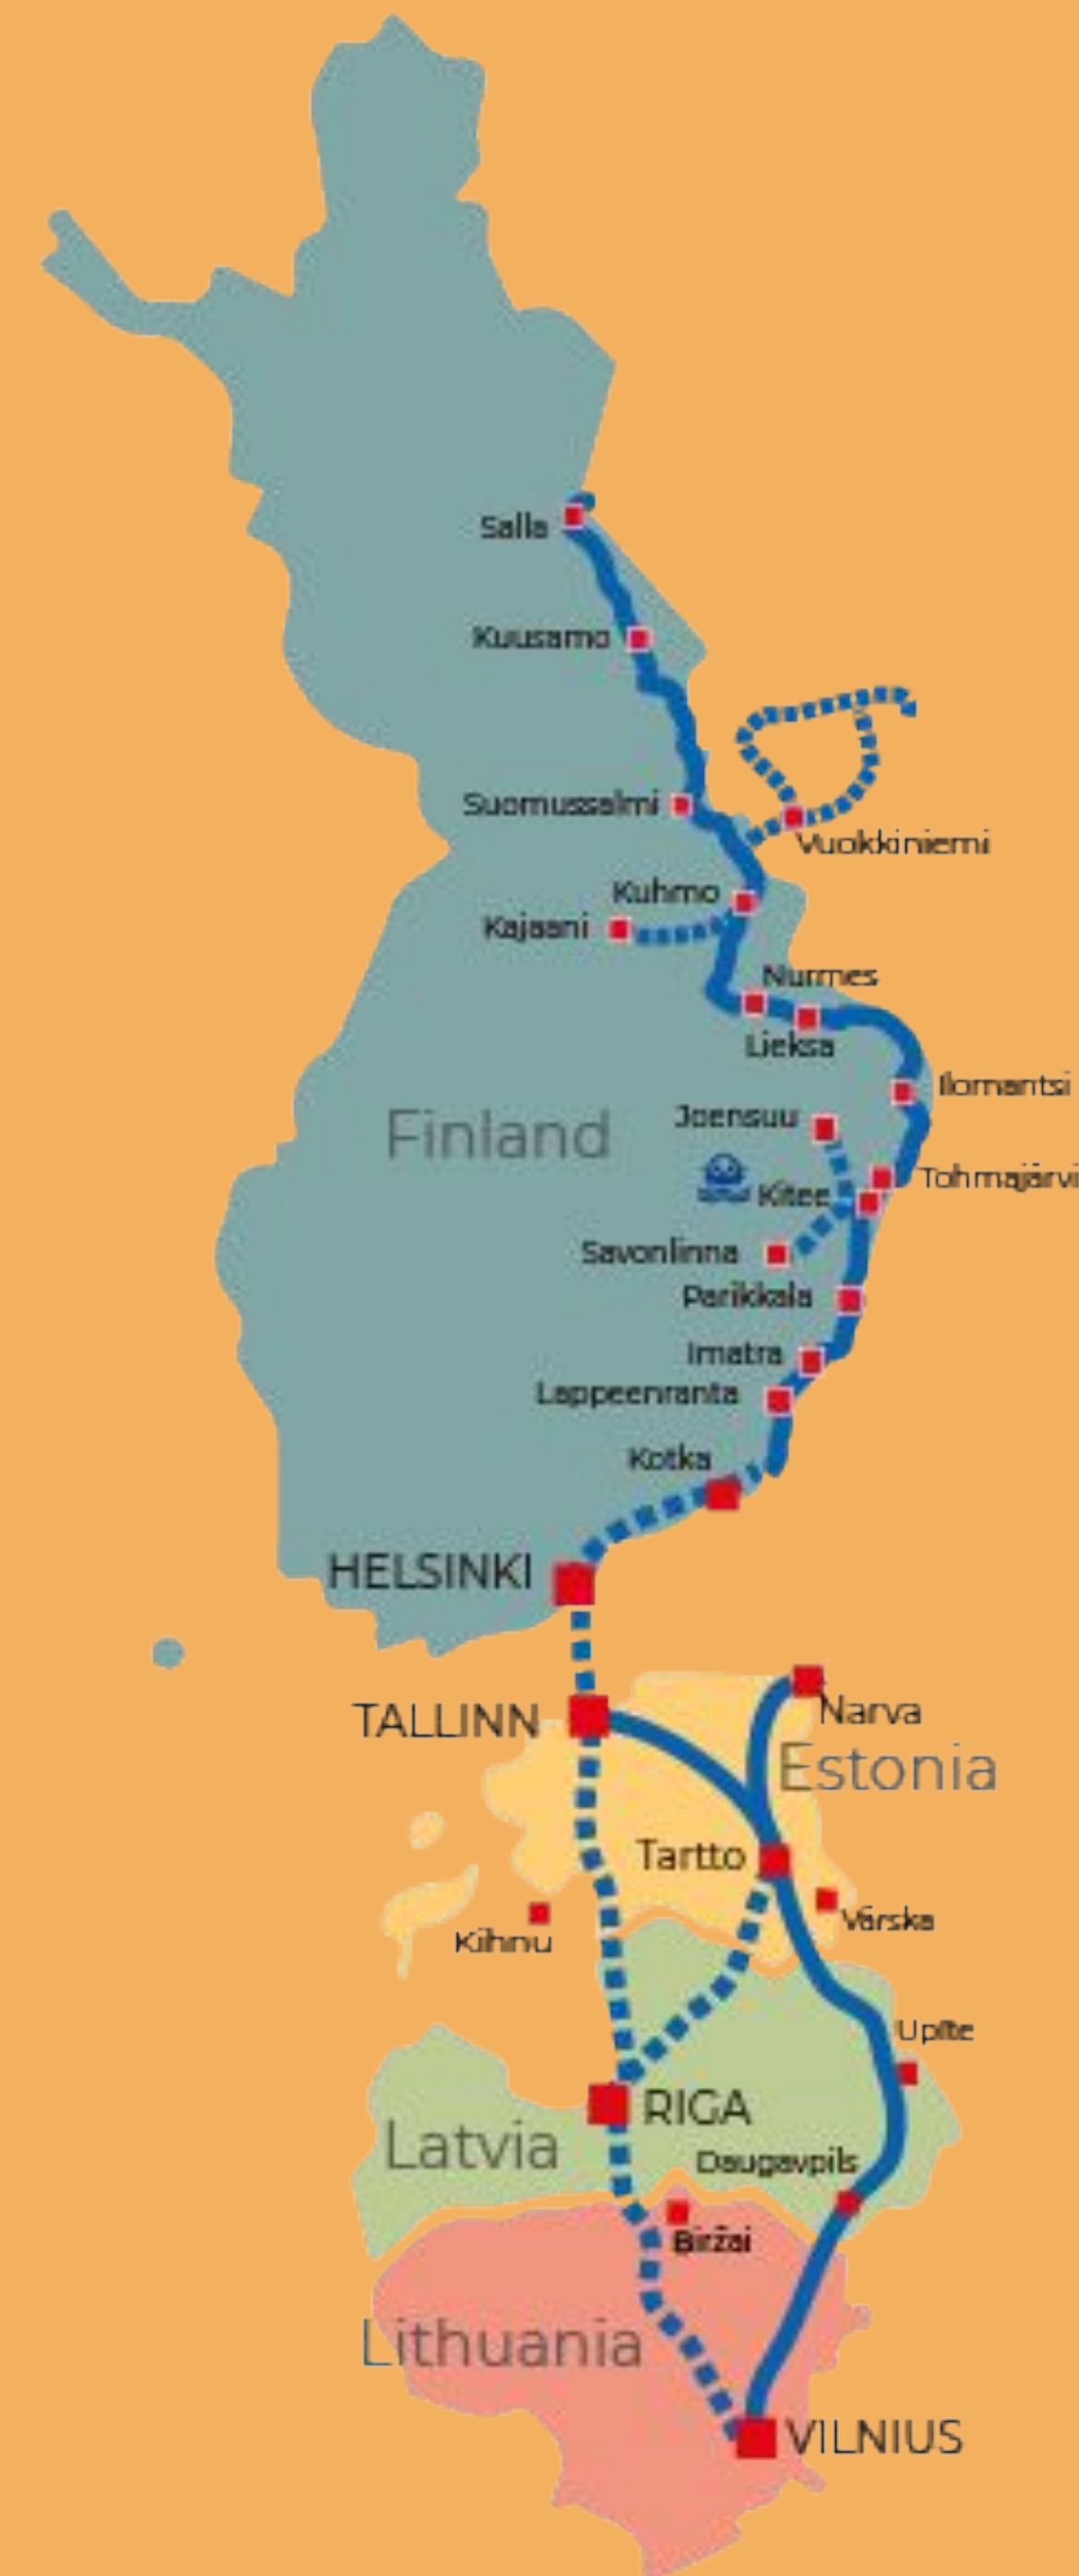 Salla
Kuusamo
Suomussalmi
Vuokkiniemi
Kuhmo
Kajaani
Nurmes
Lieksa
Ilomantsi
Joensuu
Tohmajärvi
Kitee
Savonlinna
Parikkala
Imatra
Lappeenranta
Kotka
Finland
HELSINKI
TALLINN
Narva
Estonia
Tartto
Värska
Kihnu
Upīte
RIGA
Latvia
Daugavpils
Biržai
Lithuania
VILNIUS